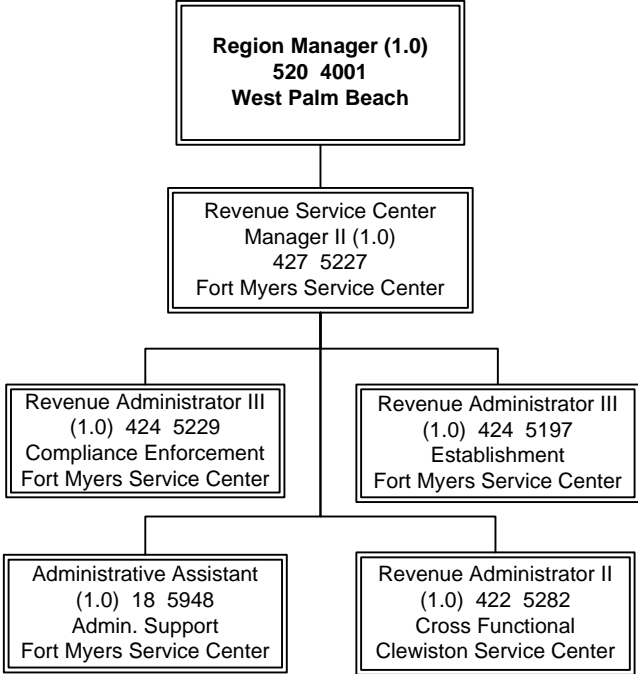 Region Manager (1.0)
520 4001
West Palm Beach
Revenue Service Center
Manager II (1.0)
427 5227
Fort Myers Service Center
Revenue Administrator III
(1.0) 424 5229
Compliance Enforcement
Fort Myers Service Center
Revenue Administrator III
(1.0) 424 5197
Establishment
Fort Myers Service Center
Administrative Assistant
(1.0) 18 5948
Admin. Support
Fort Myers Service Center
Revenue Administrator II
(1.0) 422 5282
Cross Functional
Clewiston Service Center